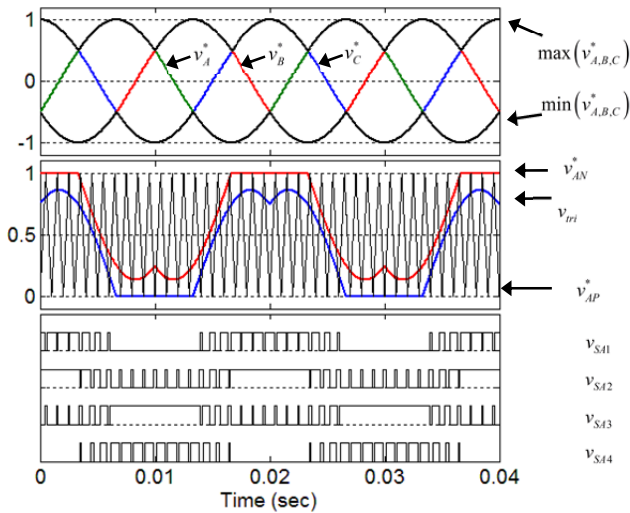 1
0
-1
v*A
v*B
v*C
max(v*A,B,C)
min(v*A,B,C)
1
0.5
0
v*AN
vtri
v*AP
vSA1
vSA2
vSA3
vSA4
0 0.01 0.02 0.03 0.04
Time (sec)